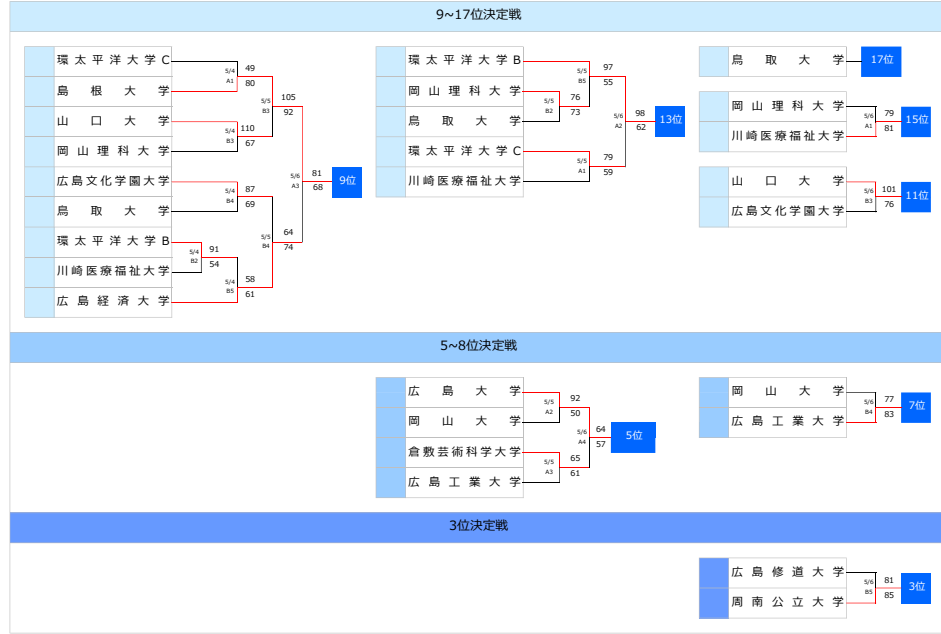 9~17位決定戦
環太平洋大学C
島根大学
山口大学
岡山理科大学
広島文化学園大学
鳥取大学
環太平洋大学B
川崎医療福祉大学
広島経済大学
5/4
A1
49
80
5/4
B3
110
67
5/5
B3
105
92
5/4
B4
87
69
5/4
B2
91
54
5/4
B5
58
61
5/5
B4
64
74
5/6
A3
81
68
9位
環太平洋大学B
岡山理科大学
鳥取大学
環太平洋大学C
川崎医療福祉大学
5/5
B2
76
73
5/5
B5
97
55
5/5
A1
79
59
5/6
A2
98
62
13位
鳥取大学
17位
岡山理科大学
川崎医療福祉大学
5/6
A1
79
81
15位
山口大学
広島文化学園大学
5/6
B3
101
76
11位
5~8位決定戦
広島大学
岡山大学
倉敷芸術科学大学
広島工業大学
5/5
A2
92
50
5/5
A3
65
61
5/6
A4
64
57
5位
岡山大学
広島工業大学
5/6
B4
77
83
7位
3位決定戦
広島修道大学
周南公立大学
5/6
B5
81
85
3位